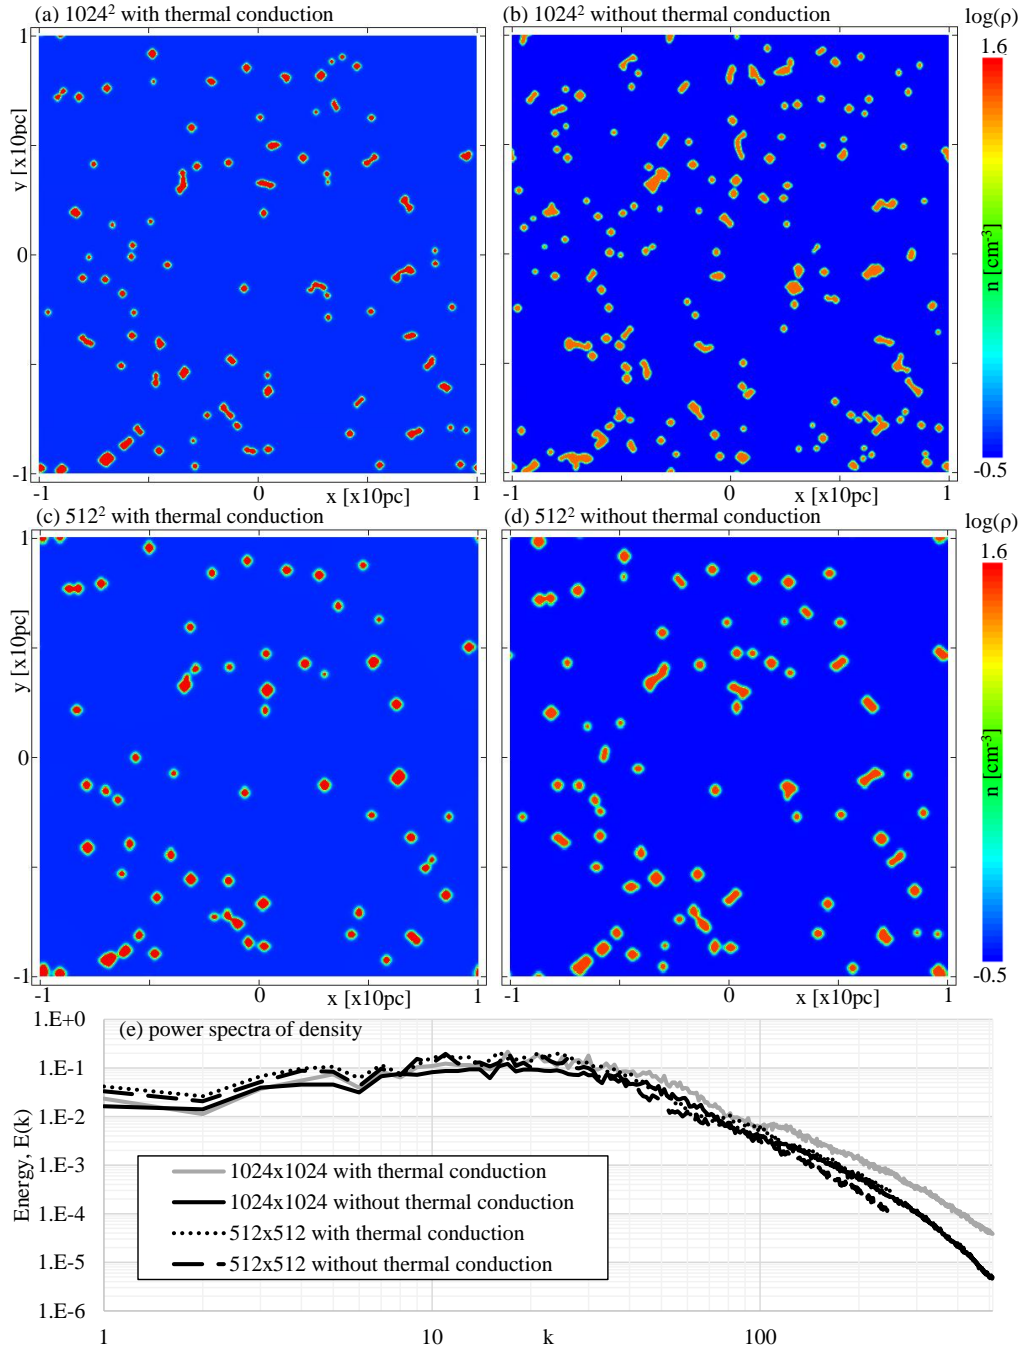 (a) 1024² with thermal conduction
(b) 1024² without thermal conduction
log(ρ)
1.6
n [cm⁻³]
-0.5
y [x10pc]
1
0
-1
-1
0
1
x [x10pc]
-1
0
1
x [x10pc]
(c) 512² with thermal conduction
(d) 512² without thermal conduction
log(ρ)
1.6
n [cm⁻³]
-0.5
y [x10pc]
1
0
-1
-1
0
1
x [x10pc]
-1
0
1
x [x10pc]
(e) power spectra of density
Energy, E(k)
1.E+0
1.E-1
1.E-2
1.E-3
1.E-4
1.E-5
1.E-6
1024x1024 with thermal conduction
1024x1024 without thermal conduction
512x512 with thermal conduction
512x512 without thermal conduction
1
10
k
100